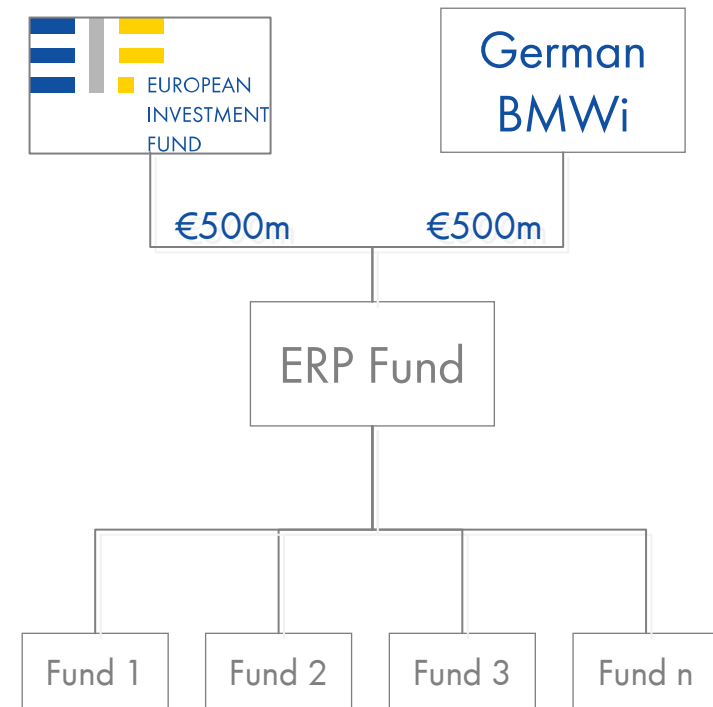 EUROPEAN
INVESTMENT
FUND
German
BMWi
€500m
€500m
ERP Fund
Fund 1
Fund 2
Fund 3
Fund n